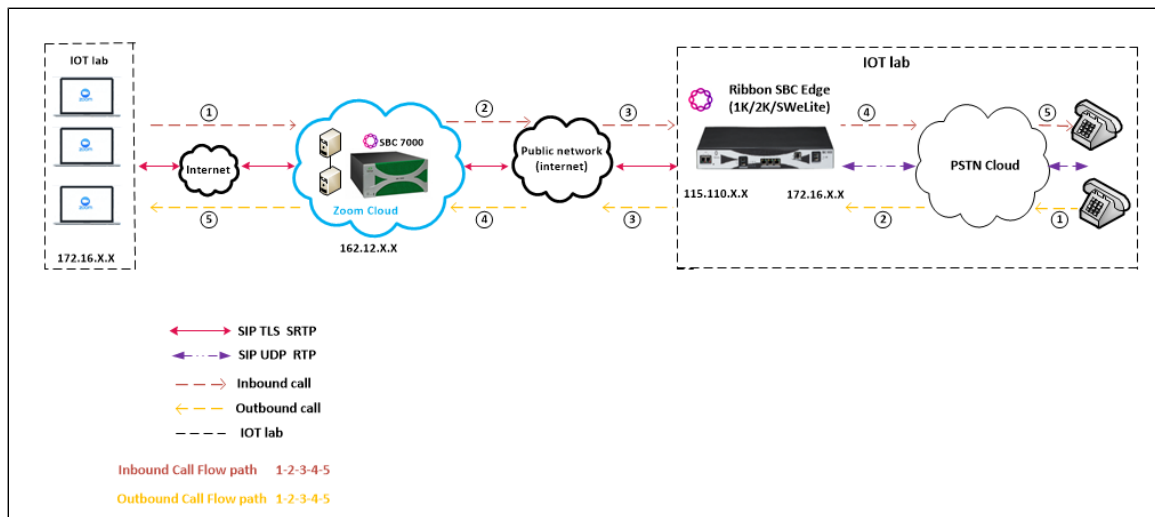 IOT lab
zoom
zoom
zoom
172.16.X.X
1
Internet
5
SBC 7000
Zoom Cloud
162.12.X.X
2
Public network
(internet)
4
3
3
IOT lab
Ribbon SBC Edge
(1K/2K/SWeLite)
115.110.X.X
172.16.X.X
4
2
PSTN Cloud
5
1
SIP TLS SRTP
SIP UDP RTP
Inbound call
Outbound call
IOT lab
Inbound Call Flow path 1-2-3-4-5
Outbound Call Flow path 1-2-3-4-5